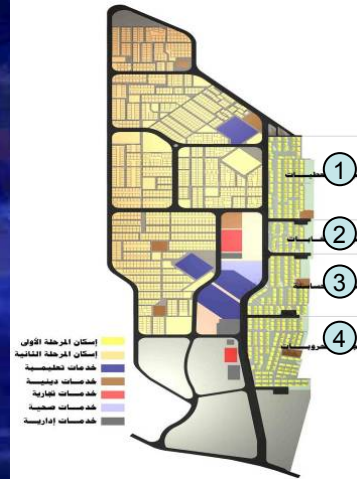 1
2
3
4
إسكان المرحلة الأولى
إسكان المرحلة الثانية
خدمات تعليمية
خدمات دينية
خدمات تجارية
خدمات صحية
خدمات إدارية